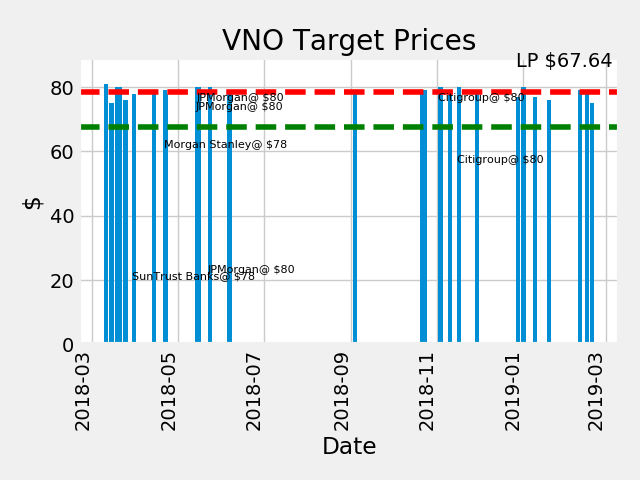 VNO Target Prices
LP $67.64
80
60
40
20
0
$
JPMorgan@ $80
JPMorgan@ $80
Citigroup@ $80
Morgan Stanley@ $78
Citigroup@ $80
JPMorgan@ $80
SunTrust Banks@ $78
2018-03
2018-05
2018-07
2018-09
2018-11
2019-01
2019-03
Date